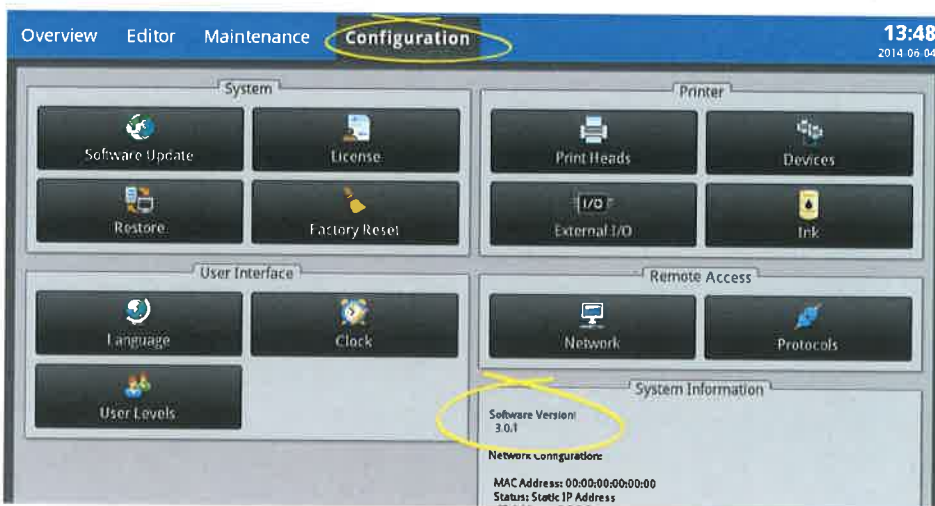 Overview Editor Maintenance Configuration 13:48
2014-06-04
System
Software Update License
Restore Factory Reset
Printer
Print Heads Devices
External I/O I/O Ink
User Interface
Language Clock
User Levels
Remote Access
Network Protocols
System Information
Software Version:
3.0.1
Network Configuration:
MAC Address: 00:00:00:00:00:00
Status: Static IP Address